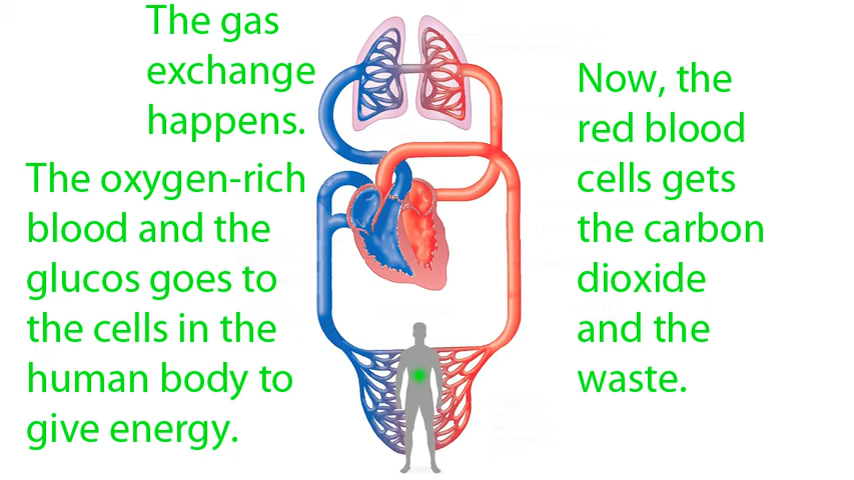 The gas
exchange
happens.
The oxygen-rich
blood and the
glucos goes to
the cells in the
human body to
give energy.
Now, the
red blood
cells gets
the carbon
dioxide
and the
waste.